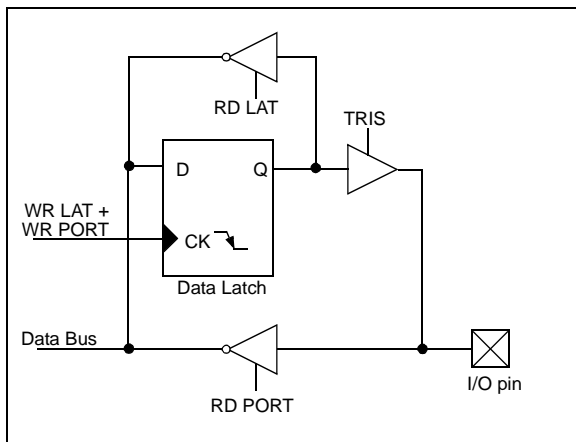 RD LAT
TRIS
D
Q
WR LAT +
WR PORT
CK
Data Latch
Data Bus
RD PORT
I/O pin